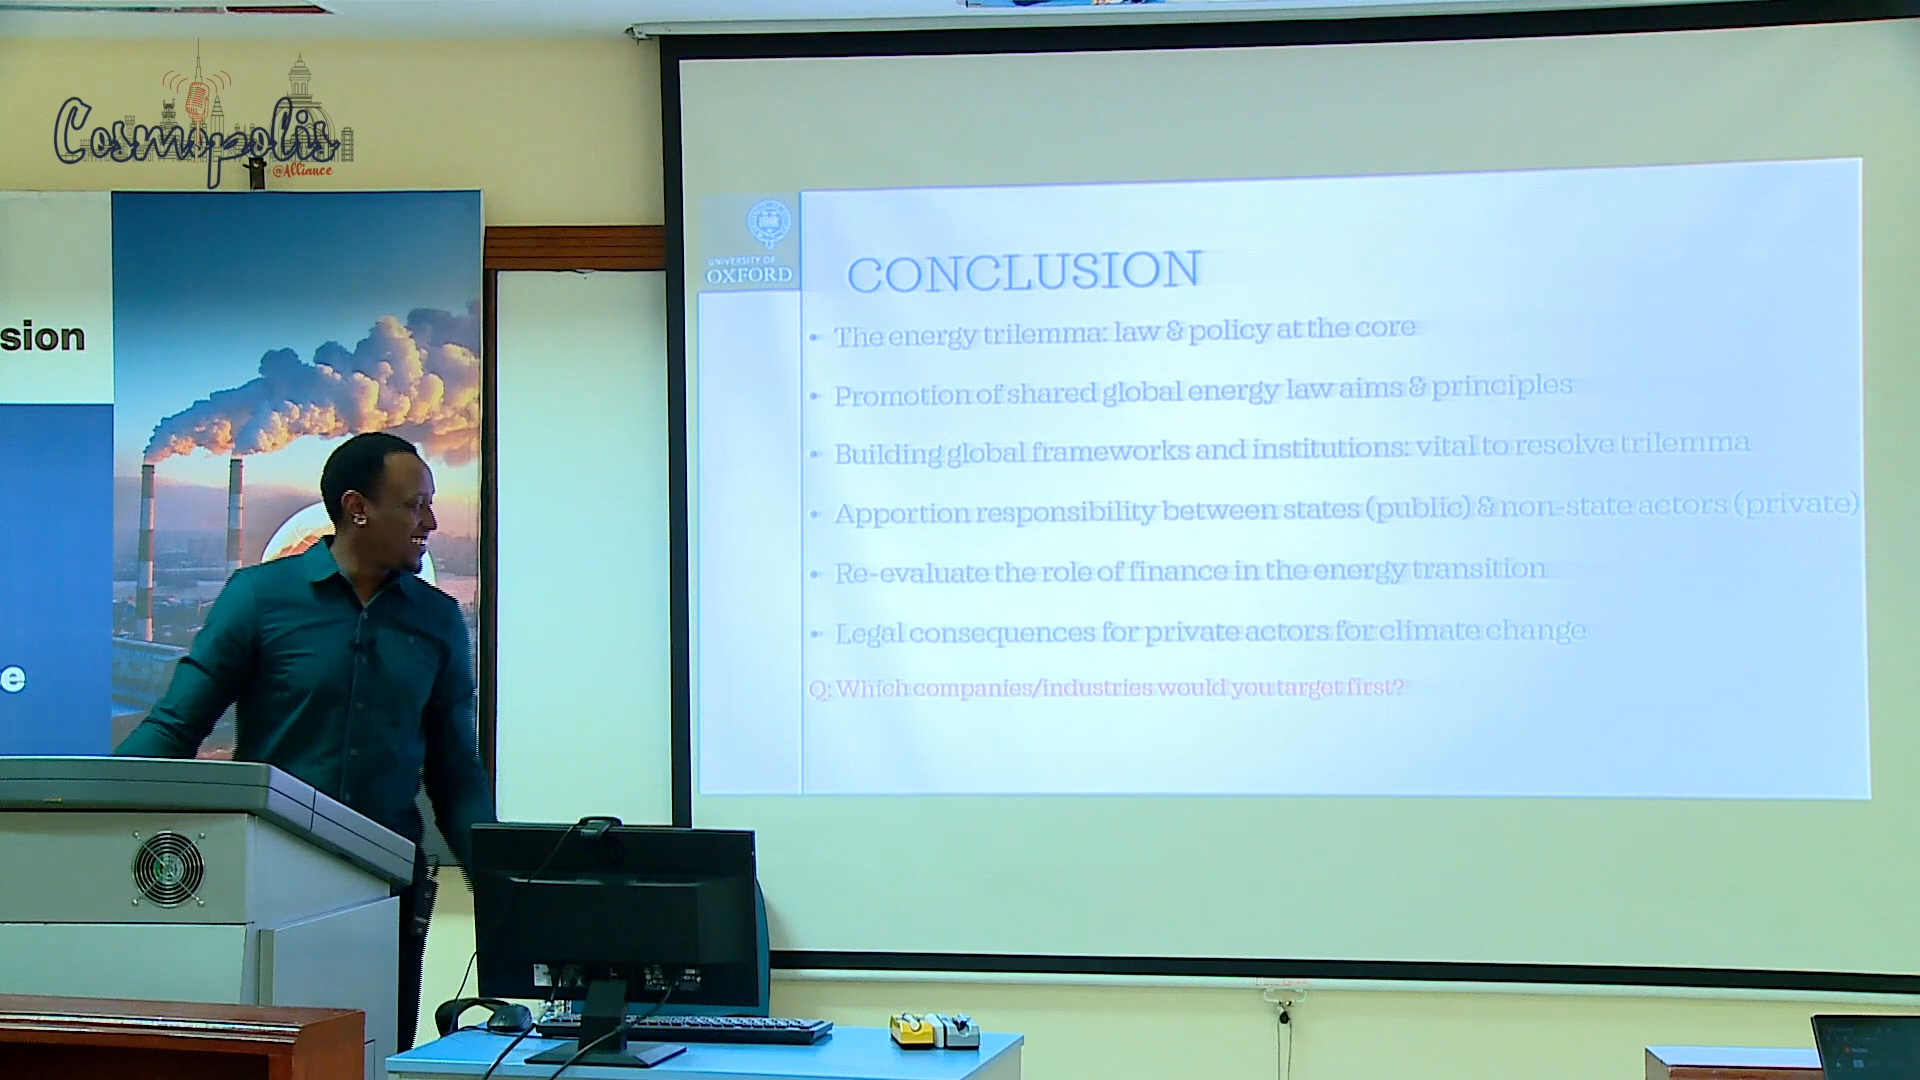 Cosmopolis
@Alliance
sion
e
UNIVERSITY OF
OXFORD
CONCLUSION
• The energy trilemma: law & policy at the core
• Promotion of shared global energy law aims & principles
• Building global frameworks and institutions: vital to resolve trilemma
• Apportion responsibility between states (public) & non-state actors (private)
• Re-evaluate the role of finance in the energy transition
• Legal consequences for private actors for climate change
Q: Which companies/industries would you target first?